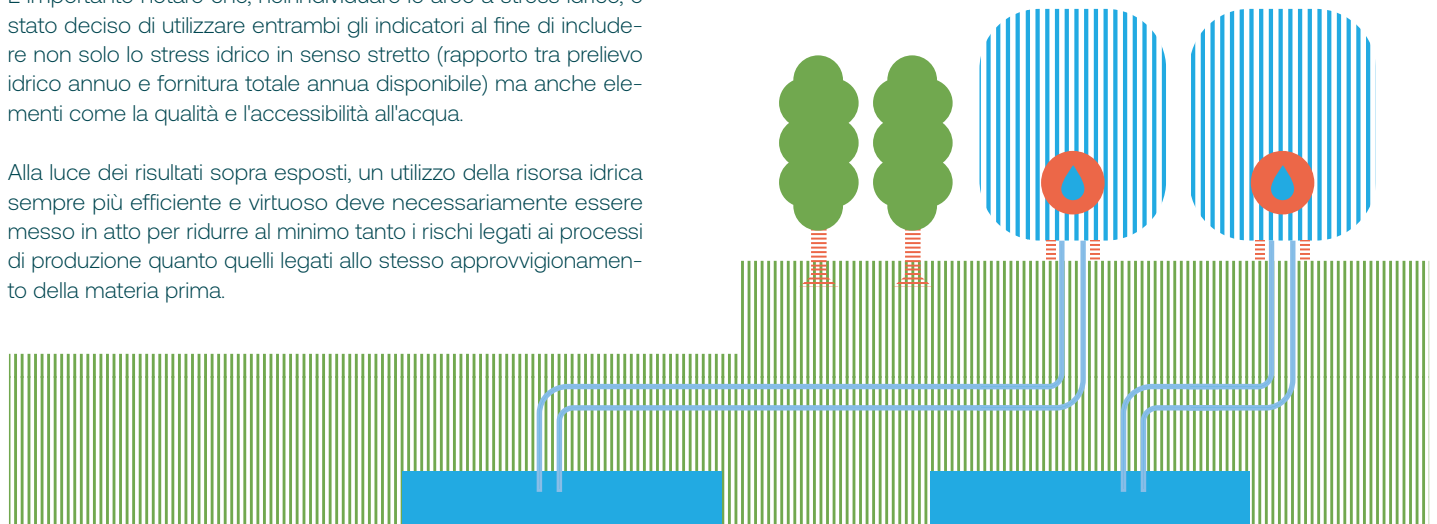 stato deciso di utilizzare entrambi gli indicatori al fine di include-
re non solo lo stress idrico in senso stretto (rapporto tra prelievo
idrico annuo e fornitura totale annua disponibile) ma anche ele-
menti come la qualità e l'accessibilità all'acqua.
Alla luce dei risultati sopra esposti, un utilizzo della risorsa idrica
sempre più efficiente e virtuoso deve necessariamente essere
messo in atto per ridurre al minimo tanto i rischi legati ai processi
di produzione quanto quelli legati allo stesso approvvigionamen-
to della materia prima.